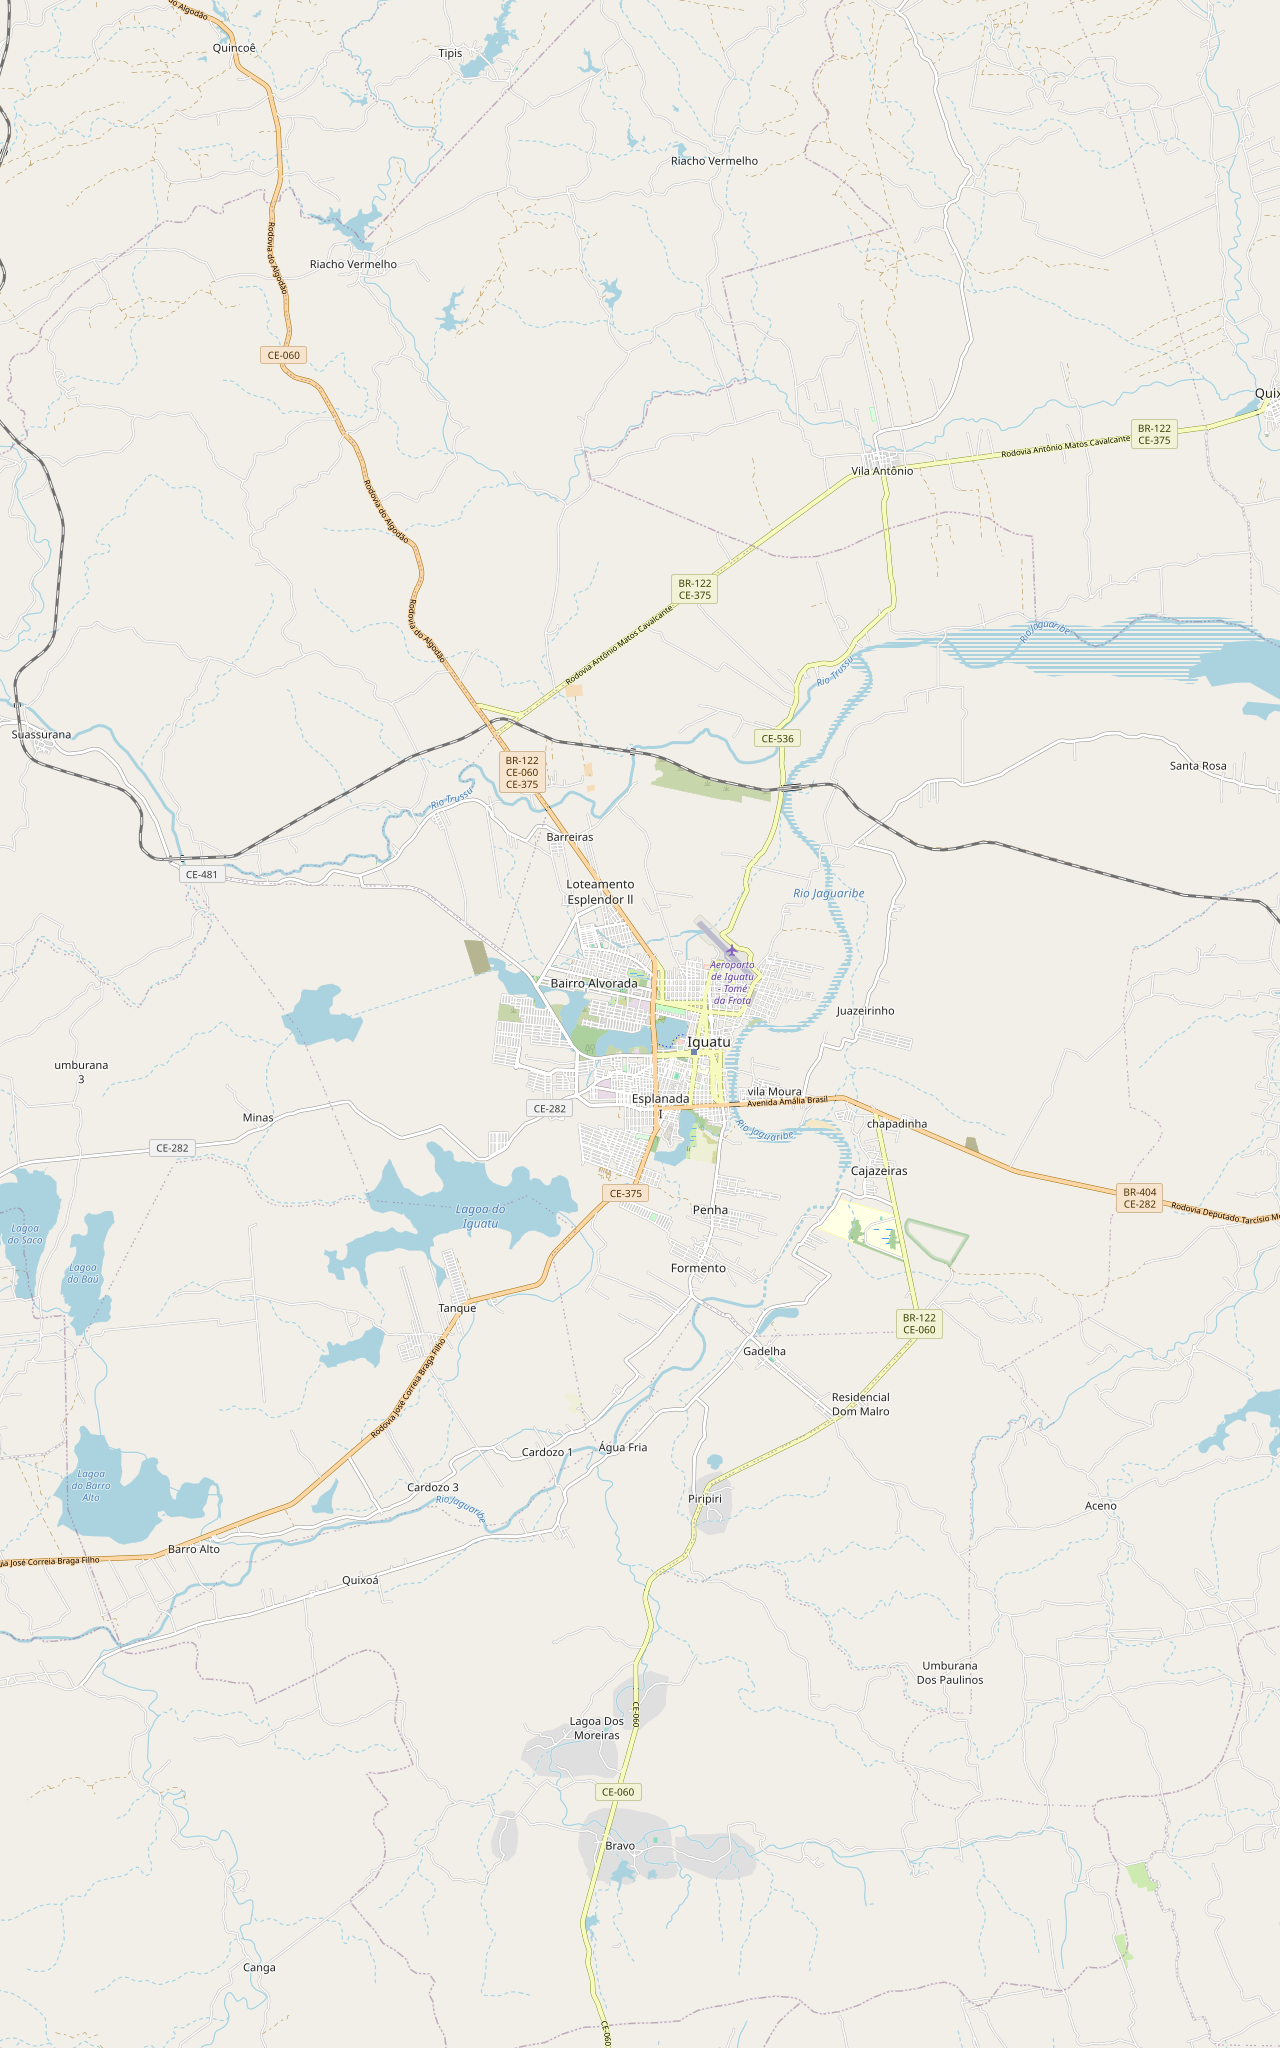 do Algodão
Quincoê
Tipis
Riacho Vermelho
Rodovia do Algodão
Riacho Vermelho
CE-060
Quix
BR-122
CE-375
Rodovia Antônio Matos Cavalcante
Vila Antônio
Rodovia do Algodão
BR-122
CE-375
Rodovia do Algodão
Rodovia Antônio Matos Cavalcante
Rio Jaguaribe
Rio Trussu
Suassurana
CE-536
BR-122
CE-060
CE-375
Santa Rosa
Rio Trussu
Barreiras
CE-481
Loteamento
Esplendor ll
Rio Jaguaribe
Aeroporto
de Iguatu
- Tomé
da Frota
Bairro Alvorada
Juazeirinho
Iguatu
umburana
3
vila Moura
Esplanada
I
Avenida Amália Brasil
CE-282
Minas
chapadinha
Rio Jaguaribe
CE-282
Cajazeiras
CE-375
BR-404
CE-282
Rodovia Deputado Tarcísio M
Penha
Lagoa do
Iguatu
Lagoa
do Saco
Lagoa
do Baú
Formento
Tanque
BR-122
CE-060
Gadelha
Rodovia José Correia Braga Filho
Residencial
Dom Malro
Água Fria
Cardozo 1
Cardozo 3
Lagoa
do Barro
Alto
Rio Jaguaribe
Piripiri
Aceno
Barro Alto
via José Correia Braga Filho
Quixoá
Umburana
Dos Paulinos
CE-060
Lagoa Dos
Moreiras
CE-060
Bravo
Canga
CE-060